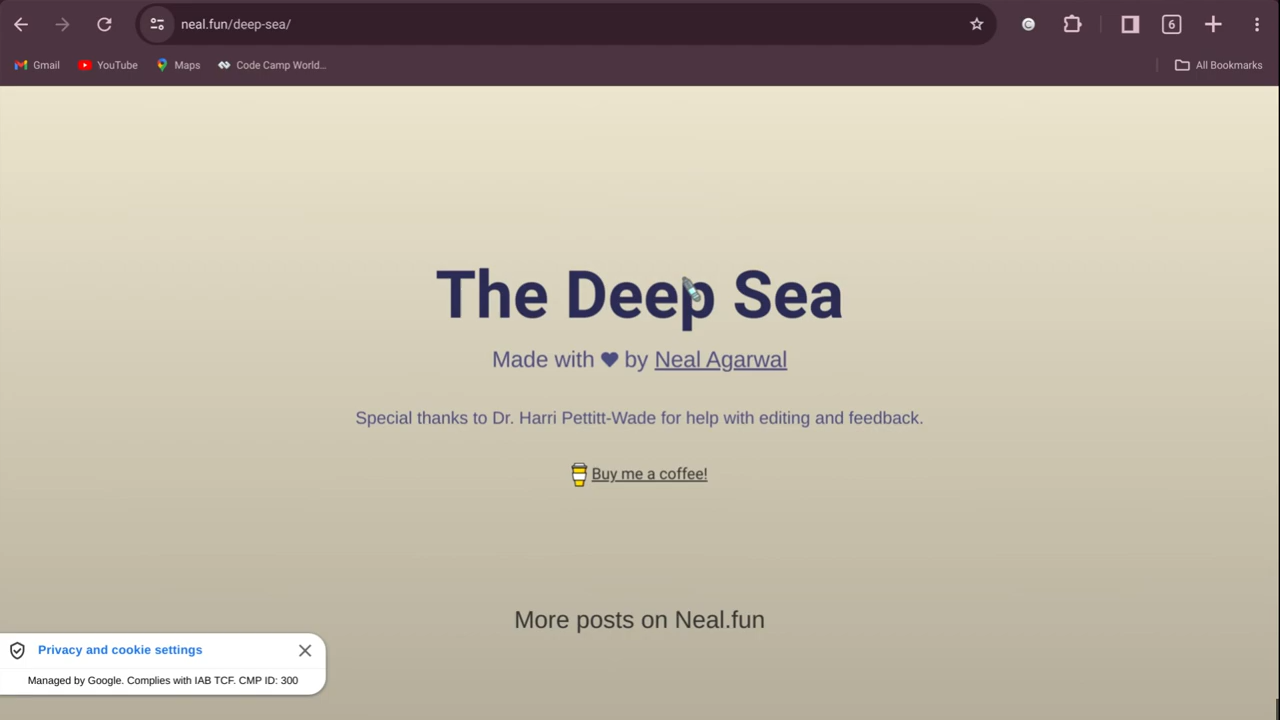 neal.fun/deep-sea/
6
Gmail
YouTube
Maps
Code Camp World...
All Bookmarks
The Deep Sea
Made with ♥ by Neal Agarwal
Special thanks to Dr. Harri Pettitt-Wade for help with editing and feedback.
Buy me a coffee!
More posts on Neal.fun
Privacy and cookie settings
Managed by Google. Complies with IAB TCF. CMP ID: 300